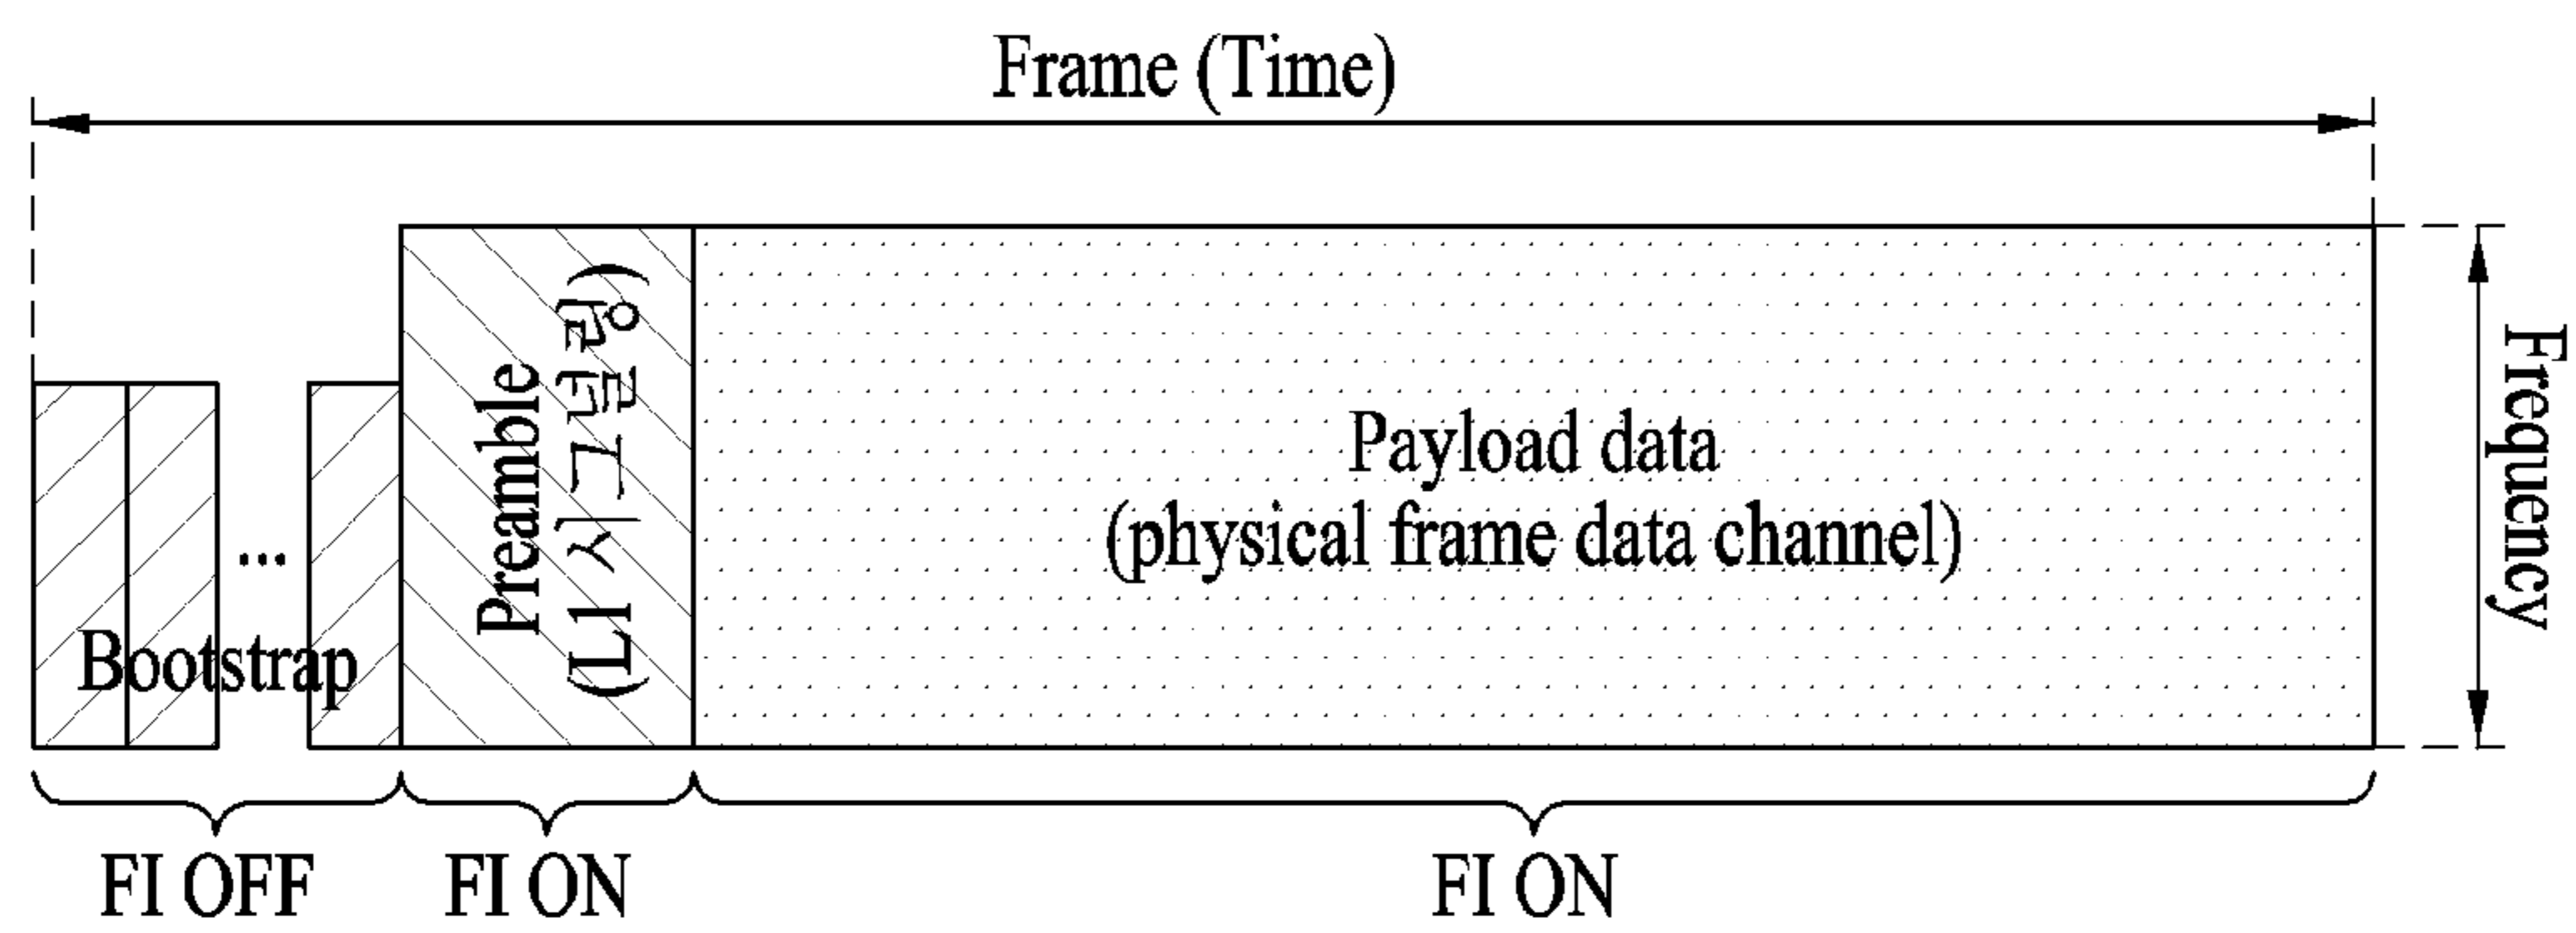 Frame (Time)
Bootstrap
...
Preamble
(L1 시그널링)
Payload data
(physical frame data channel)
Frequency
FI OFF
FI ON
FI ON